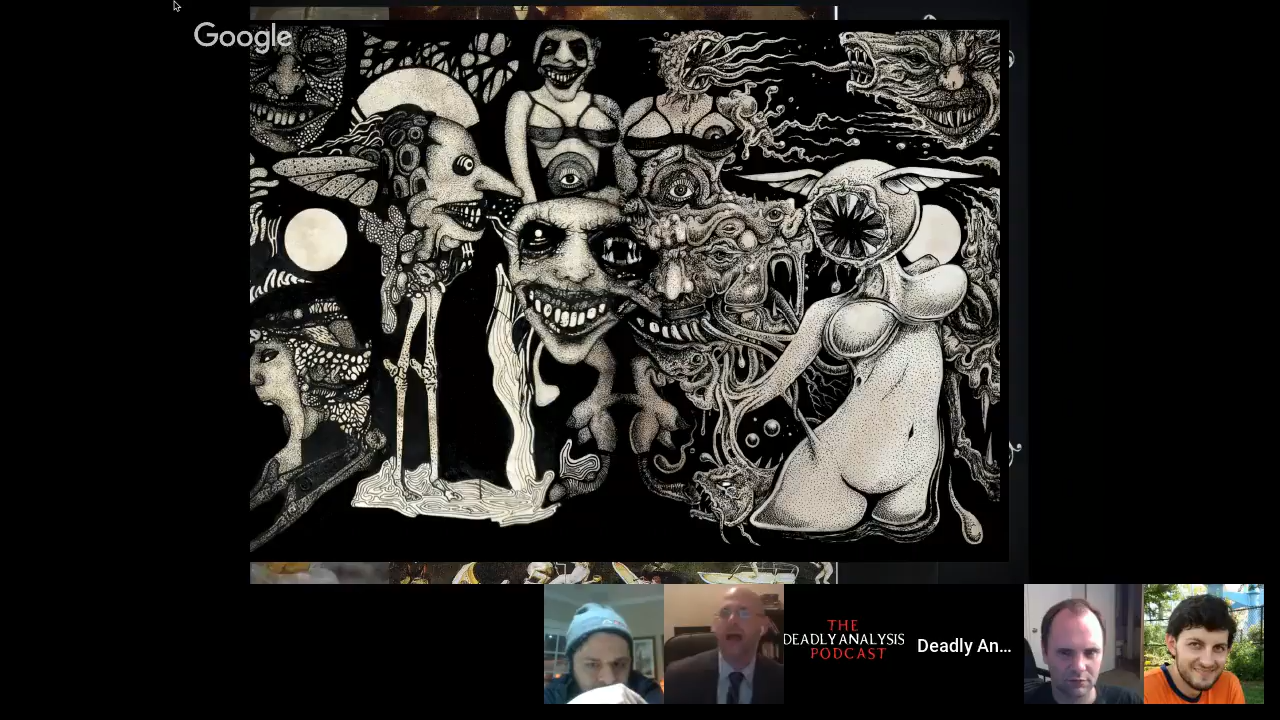 Google
THE
DEADLY ANALYSIS
PODCAST
Deadly An...